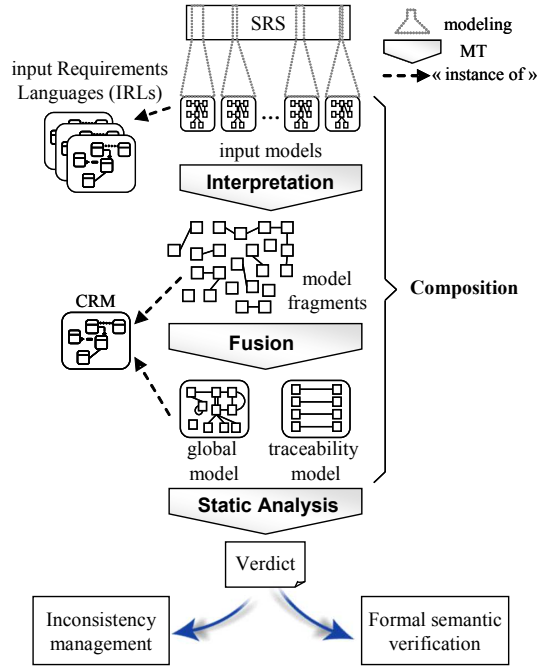 SRS
modeling
MT
« instance of »
input Requirements
Languages (IRLs)
...
input models
Interpretation
model
fragments
Composition
CRM
Fusion
global
model
traceability
model
Static Analysis
Verdict
Inconsistency
management
Formal semantic
verification